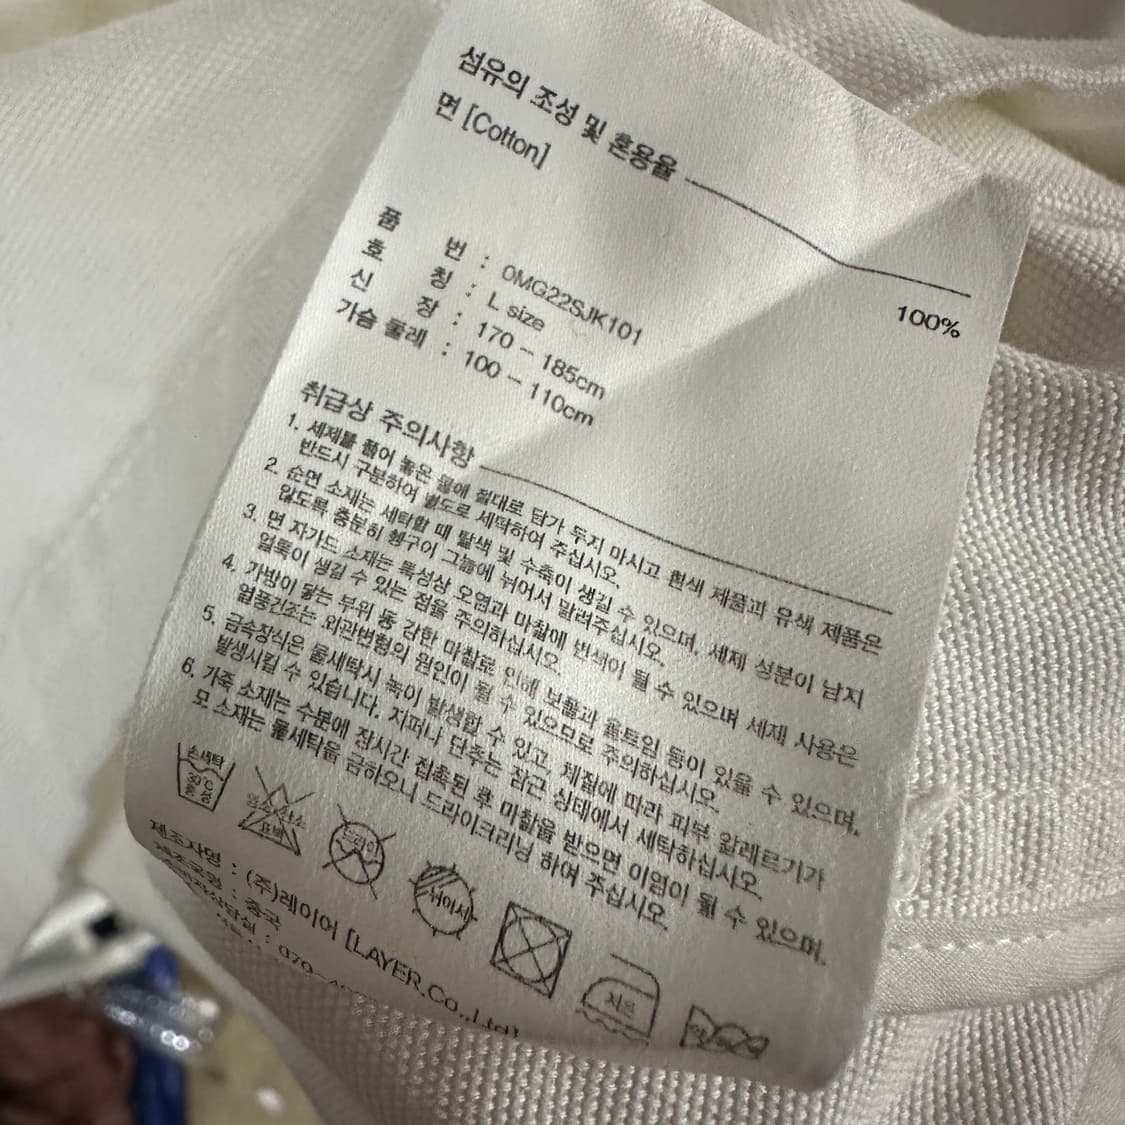 섬유의 조성 및 혼용율
면 [Cotton] 100%
품 번 : OMG22SJK101
호 칭 : L size
신 장 : 170 - 185cm
가슴 둘레 : 100 - 110cm
취급상 주의사항
1. 세제를 풀어 놓은 물에 절대로 담가 두지 마시고 흰색 제품과 유색 제품은
반드시 구분하여 별도로 세탁하여 주십시오.
2. 순면 소재는 세탁할 때 탈색 및 수축이 생길 수 있으며, 세제 성분이 남지
않도록 충분히 헹구어 그늘에 뉘어서 말려주십시오.
3. 면 자가드 소재는 특성상 오염과 마찰에 변색이 될 수 있으며 세제 사용은
얼룩이 생길 수 있는 점을 주의하십시오.
4. 가방이 닿는 부위 등 강한 마찰로 인해 보풀과 올트임 등이 있을 수 있으며,
열풍건조는 외관변형의 원인이 될 수 있으므로 주의하십시오.
5. 금속장식은 물세탁시 녹이 발생할 수 있고, 체질에 따라 피부 알레르기가
발생시킬 수 있습니다. 지퍼나 단추는 잠근 상태에서 세탁하십시오.
6. 가죽 소재는 수분에 장시간 접촉된 후 마찰을 받으면 이염이 될 수 있으며,
모 소재는 물세탁을 금하오니 드라이크리닝 하여 주십시오.
손세탁
30℃
중성
염소산소
표백
드라이
저온
제조사명 : (주)레이어 [LAYER.Co.,Ltd]
제조국명 : 중국
: 070-